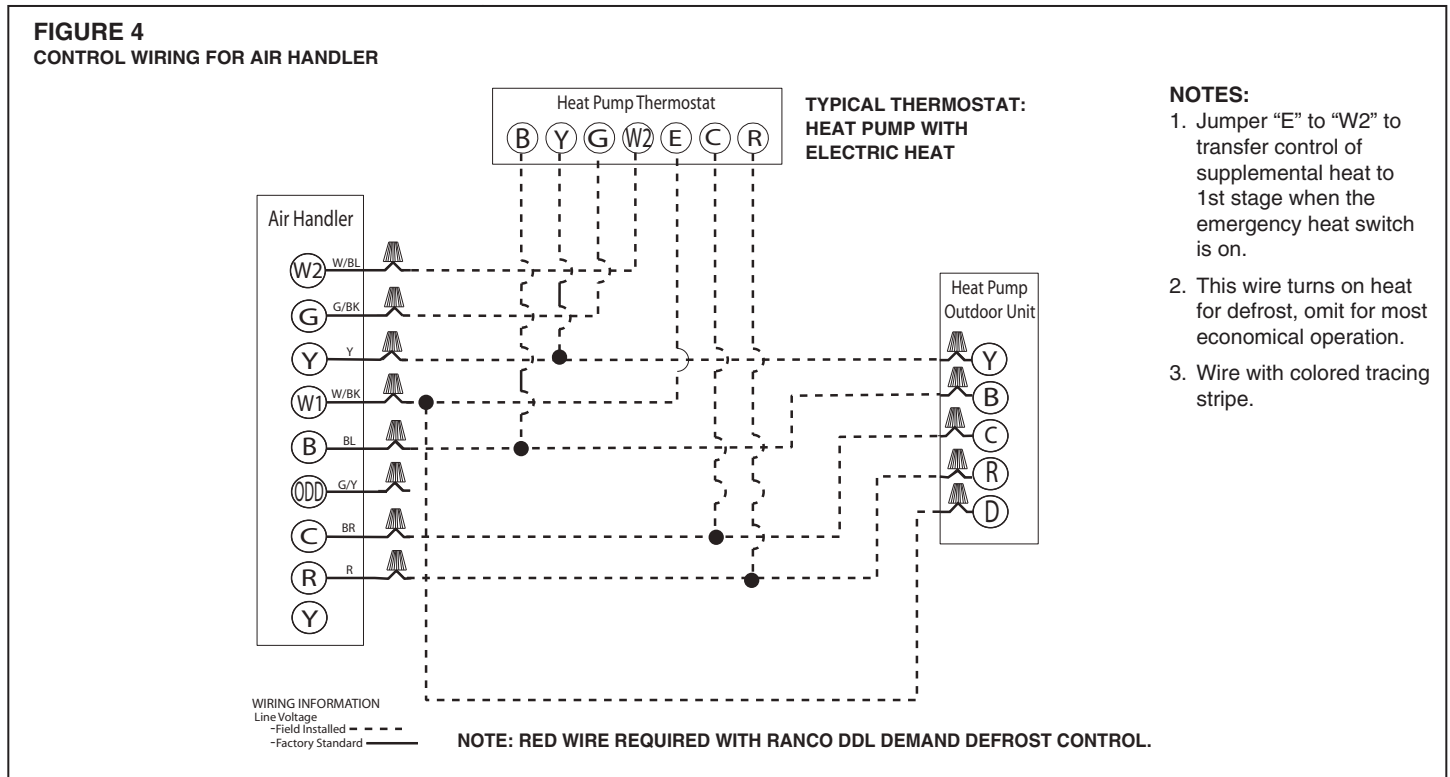 FIGURE 4
CONTROL WIRING FOR AIR HANDLER
Heat Pump Thermostat
B Y G W2 E C R
TYPICAL THERMOSTAT:
HEAT PUMP WITH
ELECTRIC HEAT
NOTES:
1. Jumper “E” to “W2” to
transfer control of
supplemental heat to
1st stage when the
emergency heat switch
is on.
2. This wire turns on heat
for defrost, omit for most
economical operation.
3. Wire with colored tracing
stripe.
Air Handler
W2 W/BL
G G/BK
Y Y
W1 W/BK
B BL
ODD G/Y
C BR
R R
Y
Heat Pump
Outdoor Unit
Y
B
C
R
D
WIRING INFORMATION
Line Voltage
-Field Installed
-Factory Standard
NOTE: RED WIRE REQUIRED WITH RANCO DDL DEMAND DEFROST CONTROL.